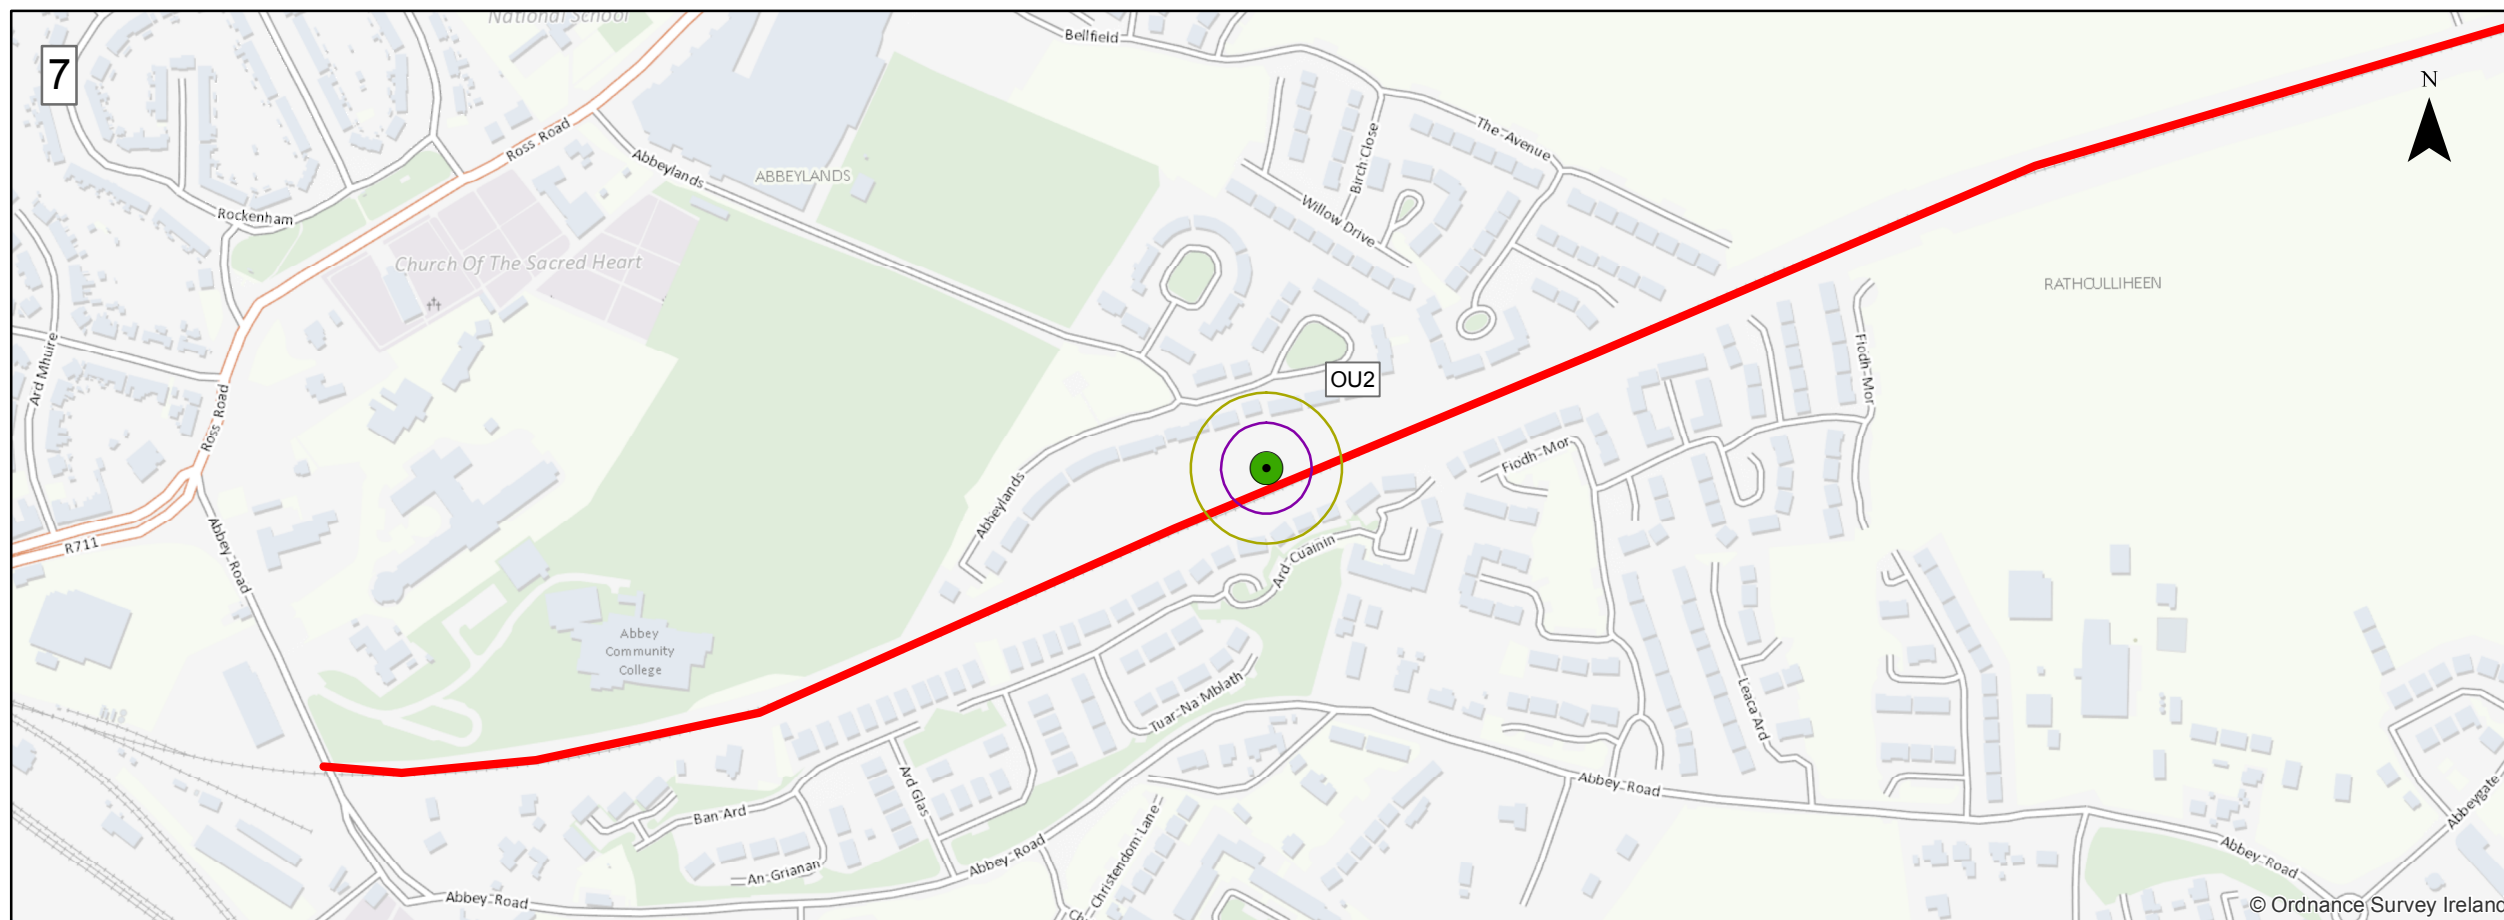 National School
7
Bellfield
N
Ross Road
The Avenue
Birch Close
Abbeylands
ABBEYLANDS
Rockenham
Willow Drive
Church Of The Sacred Heart
RATHCULLIHEEN
Ard Mhuire
Fiodh Mor
OU2
Ross Road
Fiodh Mor
Abbeylands
R711
Abbey Road
Ard Cuainin
Abbey
Community
College
Tuar Na Mblath
Leaca Ard
Abbey Road
Ard Glas
Ban Ard
Abbeygate
Christendom Lane
Abbey Road
An Grianan
Abbey Road
Abbey Road
Ch
© Ordnance Survey Ireland